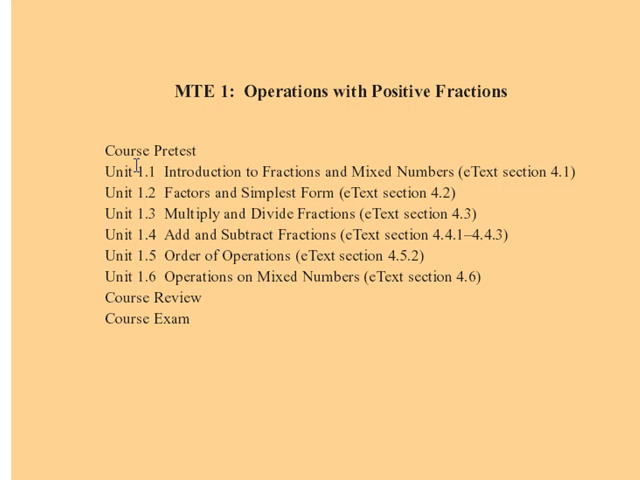 MTE 1: Operations with Positive Fractions
Course Pretest
Unit 1.1 Introduction to Fractions and Mixed Numbers (eText section 4.1)
Unit 1.2 Factors and Simplest Form (eText section 4.2)
Unit 1.3 Multiply and Divide Fractions (eText section 4.3)
Unit 1.4 Add and Subtract Fractions (eText section 4.4.1–4.4.3)
Unit 1.5 Order of Operations (eText section 4.5.2)
Unit 1.6 Operations on Mixed Numbers (eText section 4.6)
Course Review
Course Exam